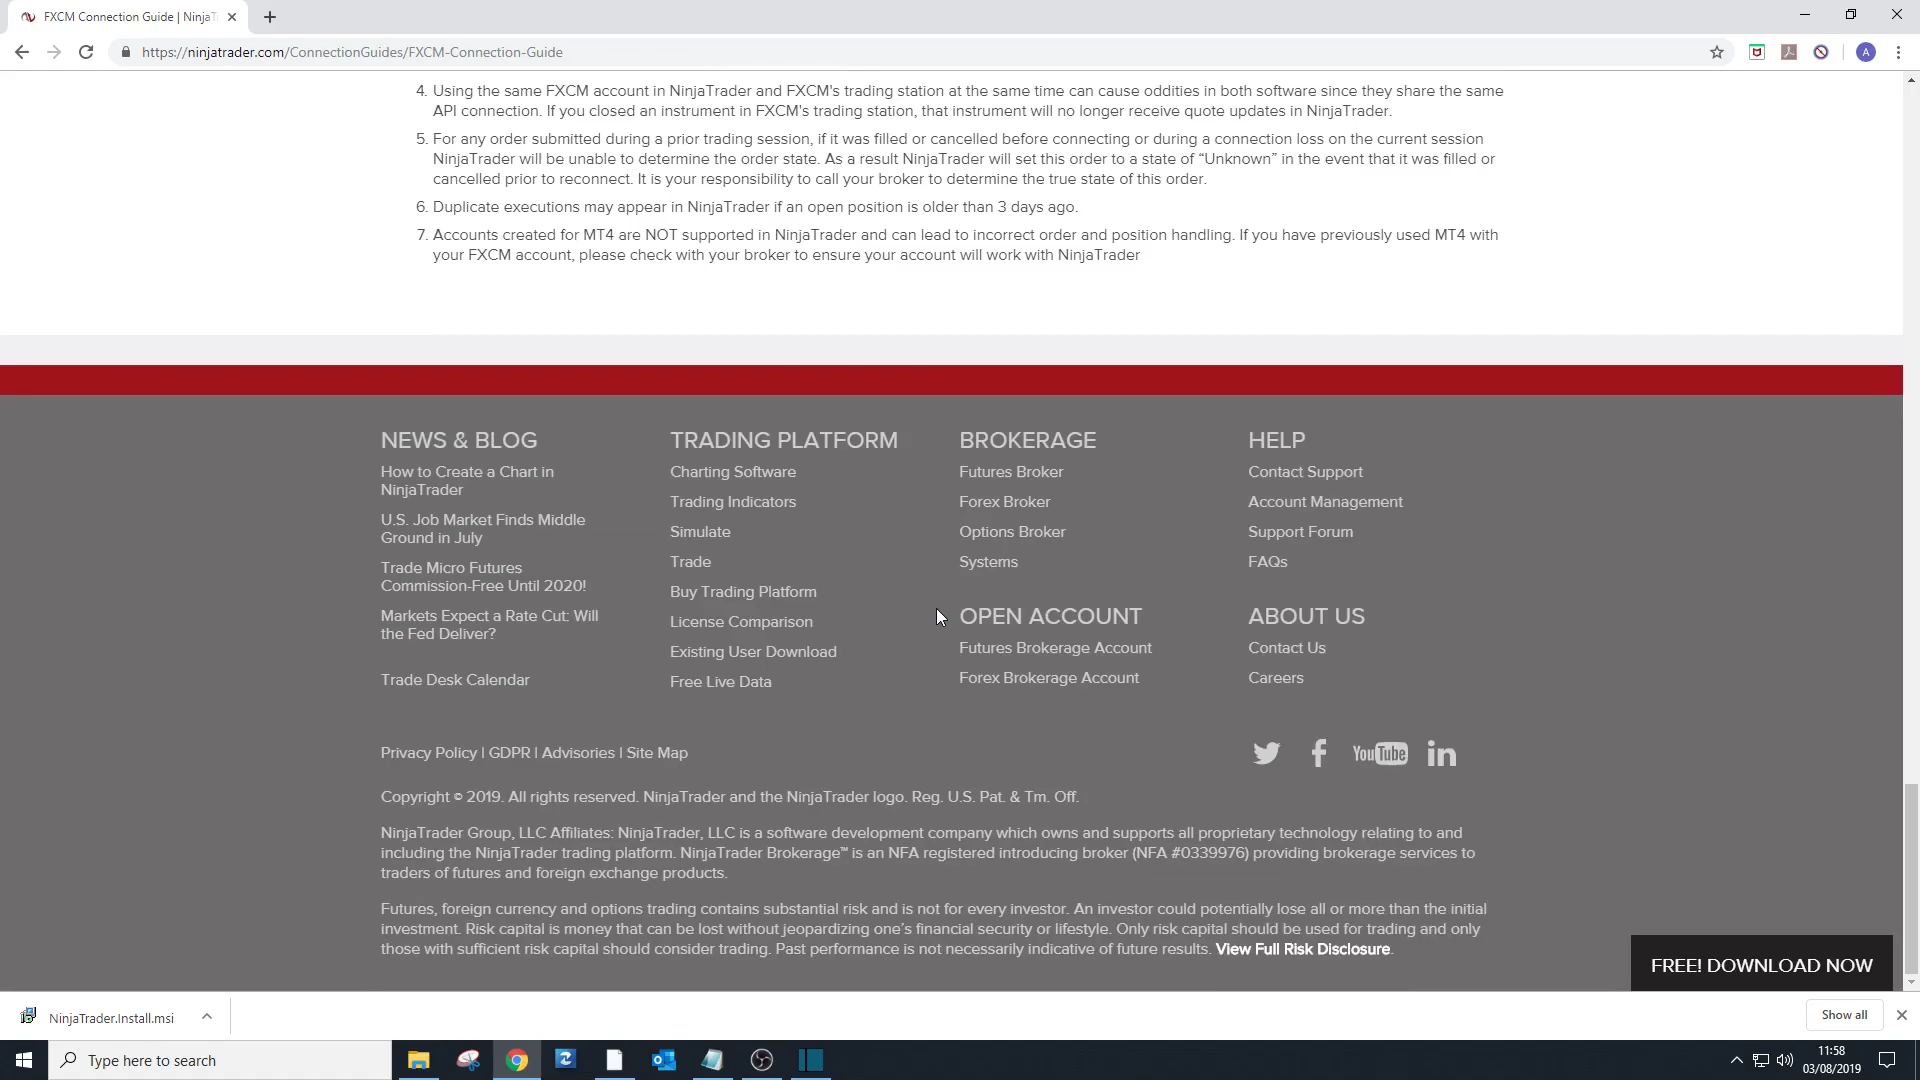 FXCM Connection Guide | NinjaT
https://ninjatrader.com/ConnectionGuides/FXCM-Connection-Guide
A
4. Using the same FXCM account in NinjaTrader and FXCM's trading station at the same time can cause oddities in both software since they share the same
API connection. If you closed an instrument in FXCM's trading station, that instrument will no longer receive quote updates in NinjaTrader.
5. For any order submitted during a prior trading session, if it was filled or cancelled before connecting or during a connection loss on the current session
NinjaTrader will be unable to determine the order state. As a result NinjaTrader will set this order to a state of “Unknown” in the event that it was filled or
cancelled prior to reconnect. It is your responsibility to call your broker to determine the true state of this order.
6. Duplicate executions may appear in NinjaTrader if an open position is older than 3 days ago.
7. Accounts created for MT4 are NOT supported in NinjaTrader and can lead to incorrect order and position handling. If you have previously used MT4 with
your FXCM account, please check with your broker to ensure your account will work with NinjaTrader
NEWS & BLOG
How to Create a Chart in
NinjaTrader
U.S. Job Market Finds Middle
Ground in July
Trade Micro Futures
Commission-Free Until 2020!
Markets Expect a Rate Cut: Will
the Fed Deliver?
Trade Desk Calendar
TRADING PLATFORM
Charting Software
Trading Indicators
Simulate
Trade
Buy Trading Platform
License Comparison
Existing User Download
Free Live Data
BROKERAGE
Futures Broker
Forex Broker
Options Broker
Systems
OPEN ACCOUNT
Futures Brokerage Account
Forex Brokerage Account
HELP
Contact Support
Account Management
Support Forum
FAQs
ABOUT US
Contact Us
Careers
Privacy Policy | GDPR | Advisories | Site Map
YouTube
in
Copyright © 2019. All rights reserved. NinjaTrader and the NinjaTrader logo. Reg. U.S. Pat. & Tm. Off.
NinjaTrader Group, LLC Affiliates: NinjaTrader, LLC is a software development company which owns and supports all proprietary technology relating to and
including the NinjaTrader trading platform. NinjaTrader Brokerage™ is an NFA registered introducing broker (NFA #0339976) providing brokerage services to
traders of futures and foreign exchange products.
Futures, foreign currency and options trading contains substantial risk and is not for every investor. An investor could potentially lose all or more than the initial
investment. Risk capital is money that can be lost without jeopardizing one’s financial security or lifestyle. Only risk capital should be used for trading and only
those with sufficient risk capital should consider trading. Past performance is not necessarily indicative of future results. View Full Risk Disclosure.
FREE! DOWNLOAD NOW
NinjaTrader.Install.msi
Show all
Type here to search
11:58
03/08/2019